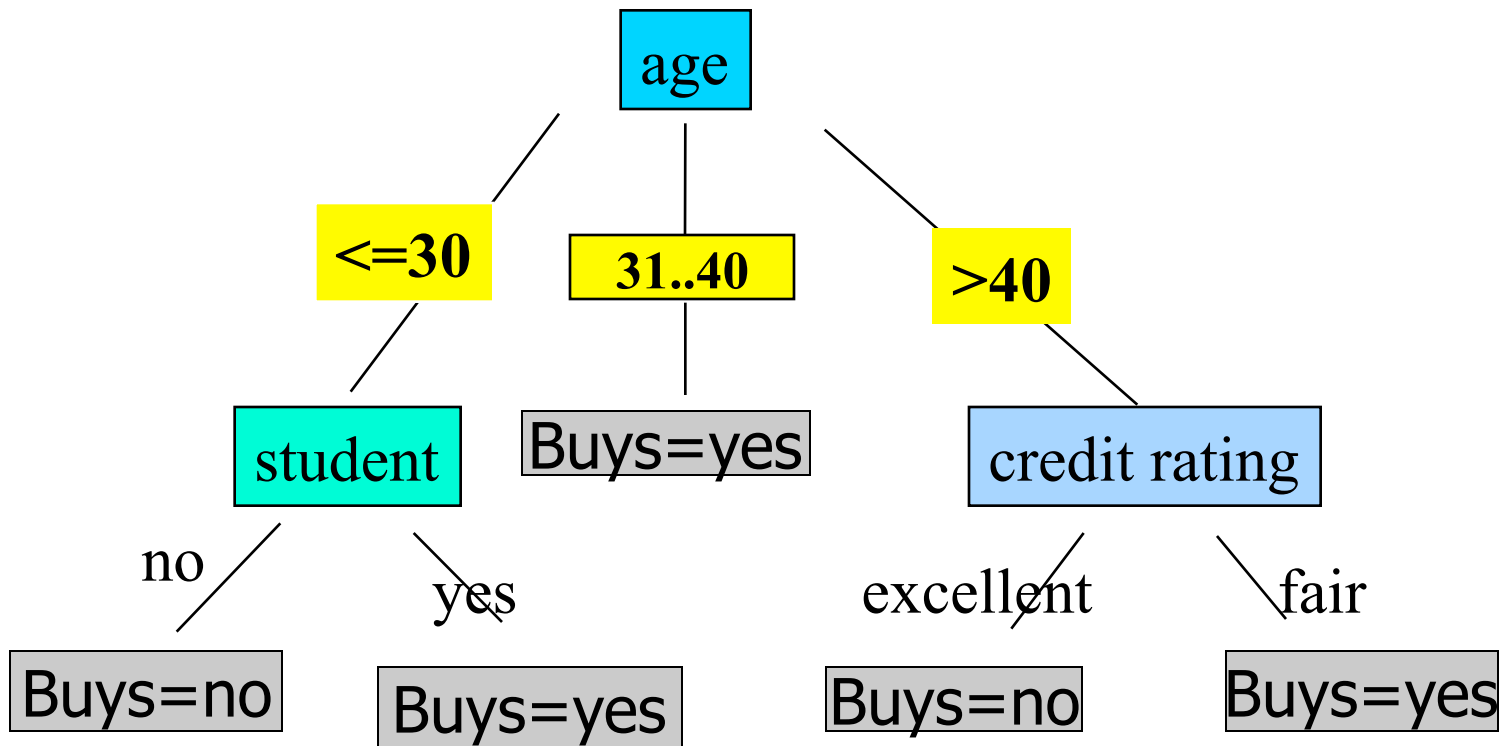 age
<=30
31..40
>40
student
Buys=yes
credit rating
no
yes
excellent
fair
Buys=no
Buys=yes
Buys=no
Buys=yes